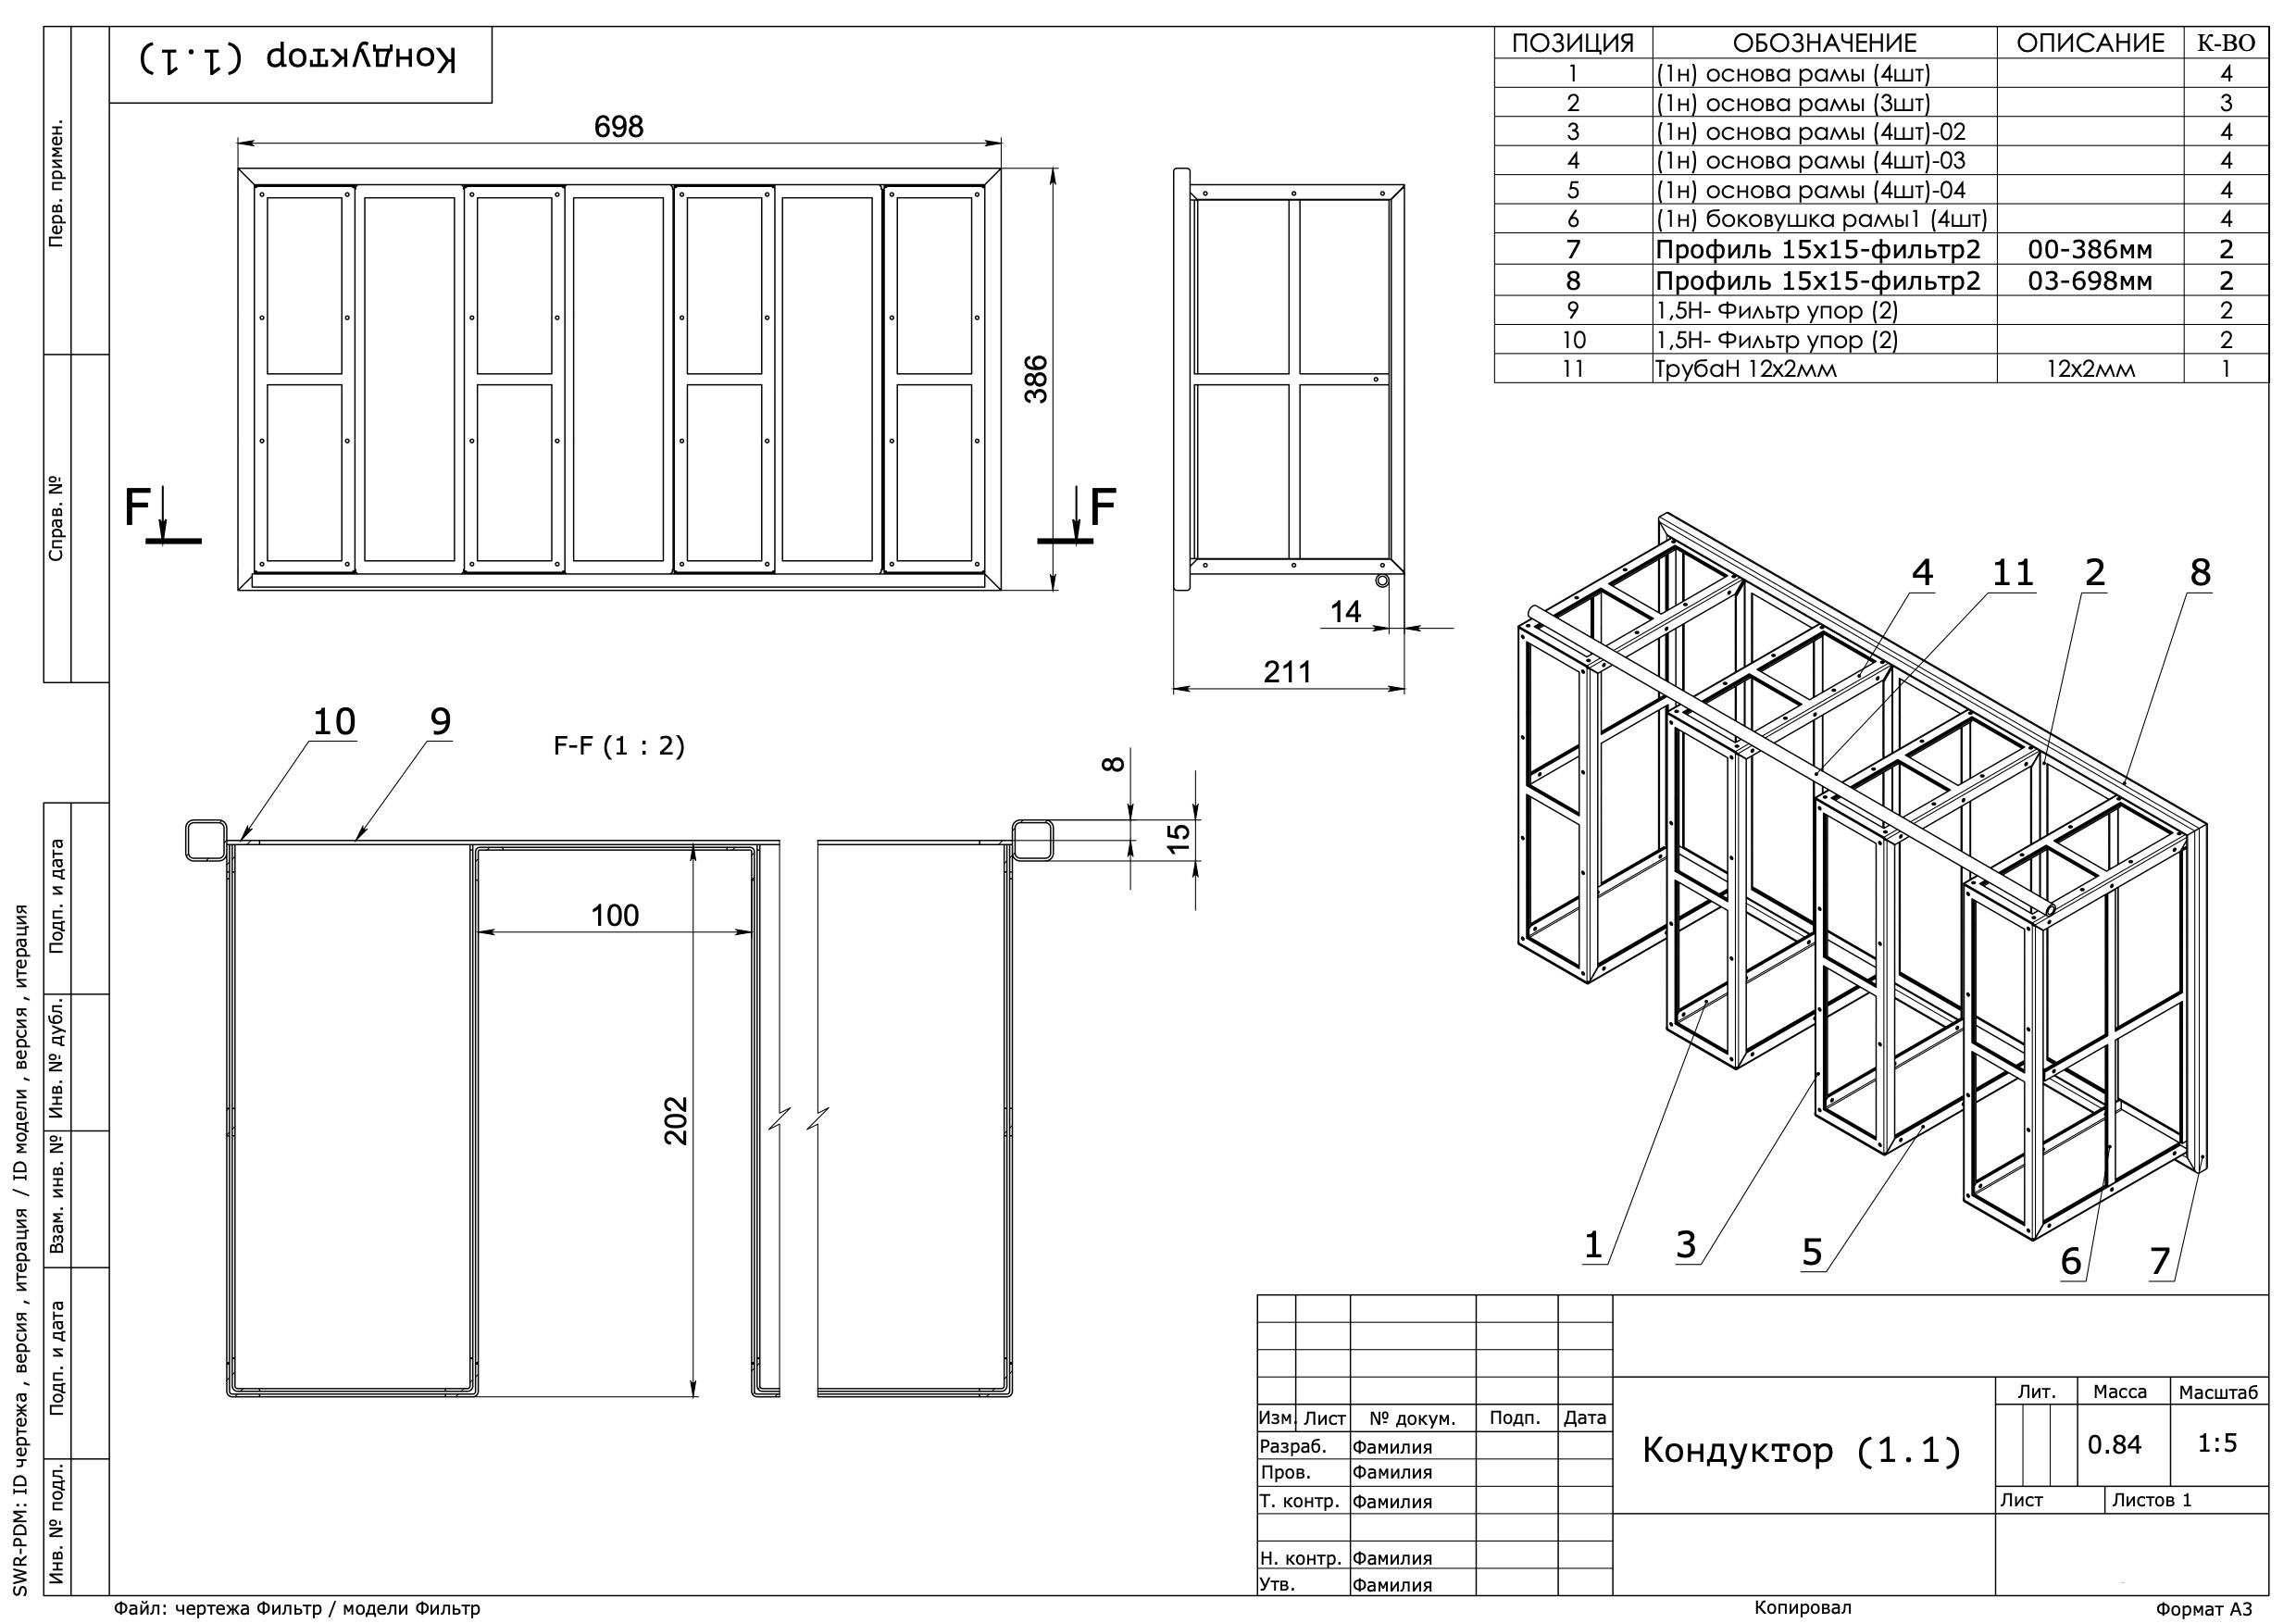 Кондуктор (1.1)
ПОЗИЦИЯ ОБОЗНАЧЕНИЕ ОПИСАНИЕ К-ВО
1 (1н) основа рамы (4шт) 4
2 (1н) основа рамы (3шт) 3
3 (1н) основа рамы (4шт)-02 4
4 (1н) основа рамы (4шт)-03 4
5 (1н) основа рамы (4шт)-04 4
6 (1н) боковушка рамы1 (4шт) 4
7 Профиль 15х15-фильтр2 00-386мм 2
8 Профиль 15х15-фильтр2 03-698мм 2
9 1,5Н- Фильтр упор (2) 2
10 1,5Н- Фильтр упор (2) 2
11 ТрубаН 12х2мм 12х2мм 1
698
386
F F
14
211
10 9
F-F (1 : 2)
8
15
100
202
4 11 2 8
1 3 5 6 7
Перв. примен.
Справ. №
Подп. и дата
Инв. № дубл.
Взам. инв. №
Подп. и дата
Инв. № подл.
SWR-PDM: ID чертежа , версия , итерация / ID модели , версия , итерация
Изм. Лист № докум. Подп. Дата
Разраб. Фамилия
Пров. Фамилия
Т. контр. Фамилия
Н. контр. Фамилия
Утв. Фамилия
Кондуктор (1.1)
Лит. Масса Масштаб
0.84 1:5
Лист Листов 1
Файл: чертежа Фильтр / модели Фильтр
Копировал
Формат А3